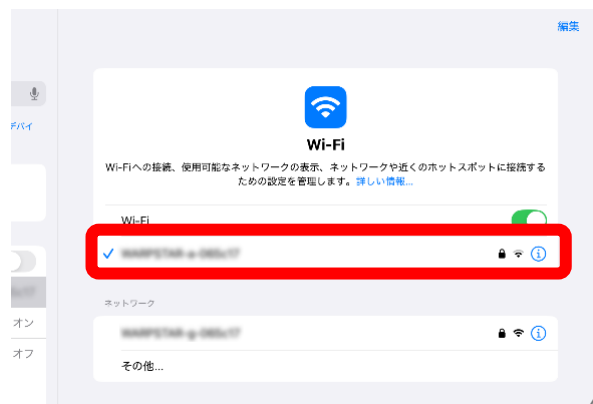 編集
デバイ
Wi-Fi
Wi-Fiへの接続、使用可能なネットワークの表示、ネットワークや近くのホットスポットに接続する
ための設定を管理します。詳しい情報...
Wi-Fi
ネットワーク
オン
オフ
その他...